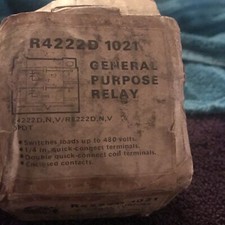 R4222D 1021
GENERAL
PURPOSE
RELAY
R4222D,N,V/R8222D,N,V
• Switches loads up to 480 volts.
• 1/4 in. quick-connect terminals.
• Double quick-connect coil terminals.
• Enclosed contacts.
1021